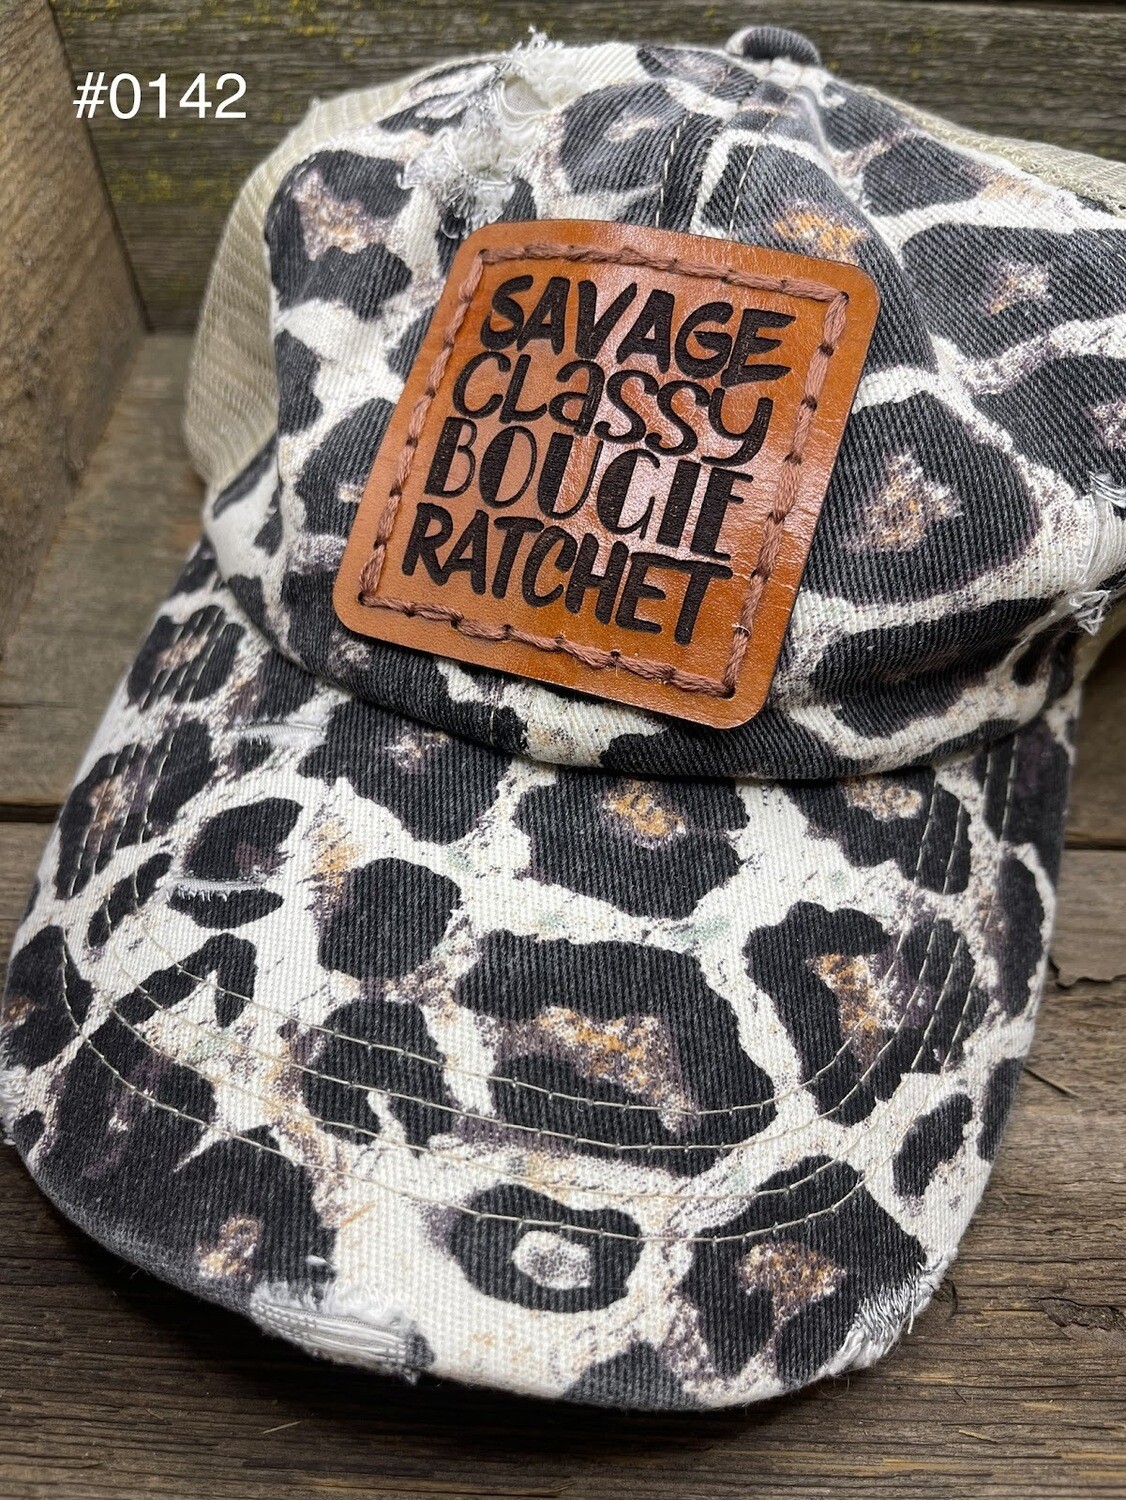 #0142
SAVAGE
CLaSSy
BOUGIE
RATCHET